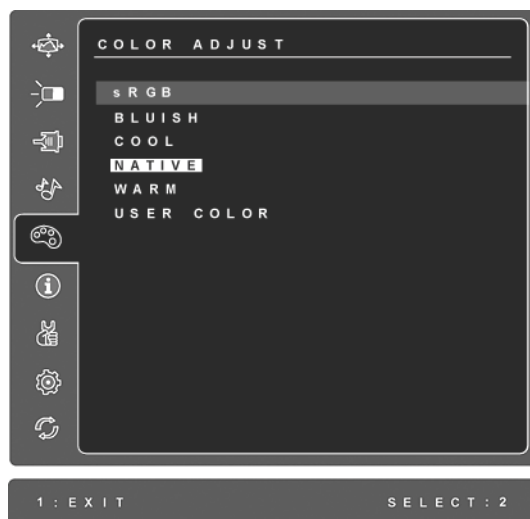 COLOR ADJUST
sRGB
BLUISH
COOL
NATIVE
WARM
USER COLOR
1:EXIT SELECT:2